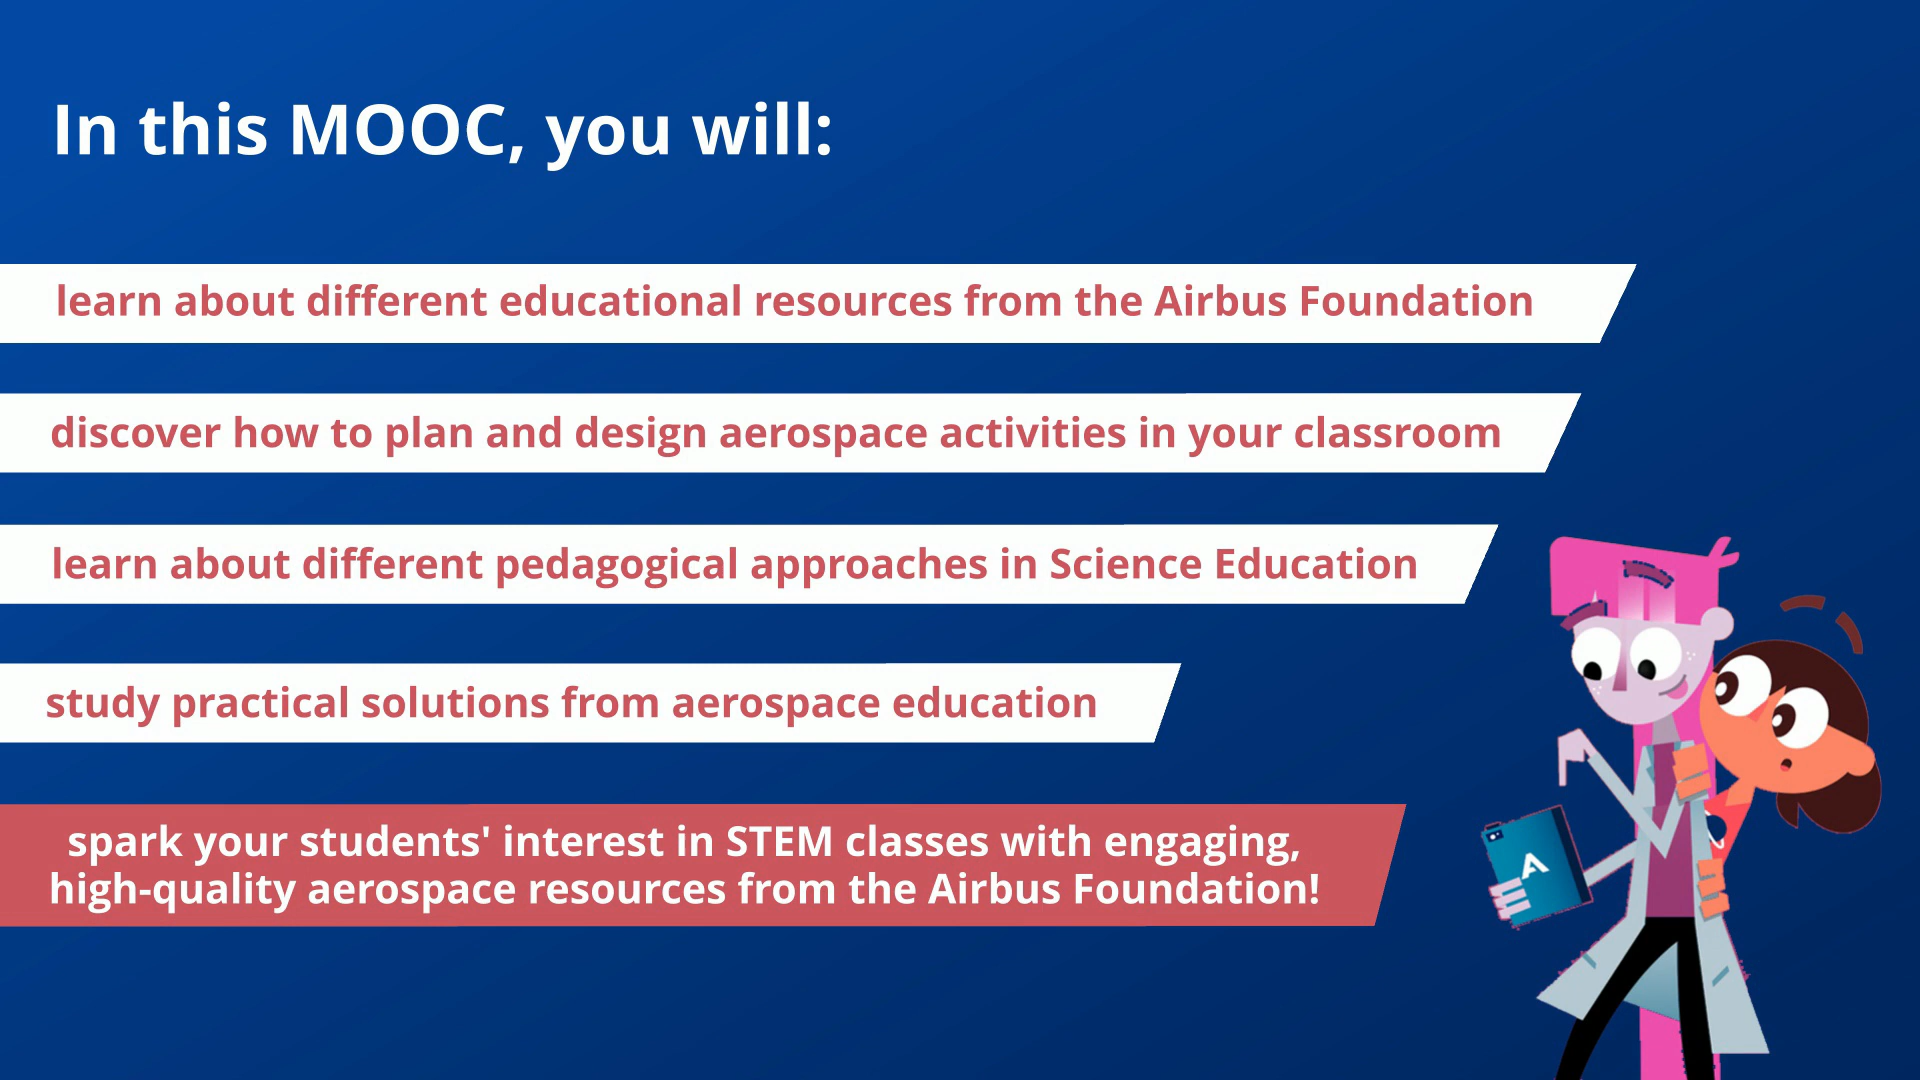 In this MOOC, you will:
learn about different educational resources from the Airbus Foundation
discover how to plan and design aerospace activities in your classroom
learn about different pedagogical approaches in Science Education
study practical solutions from aerospace education
spark your students' interest in STEM classes with engaging,
high-quality aerospace resources from the Airbus Foundation!
A